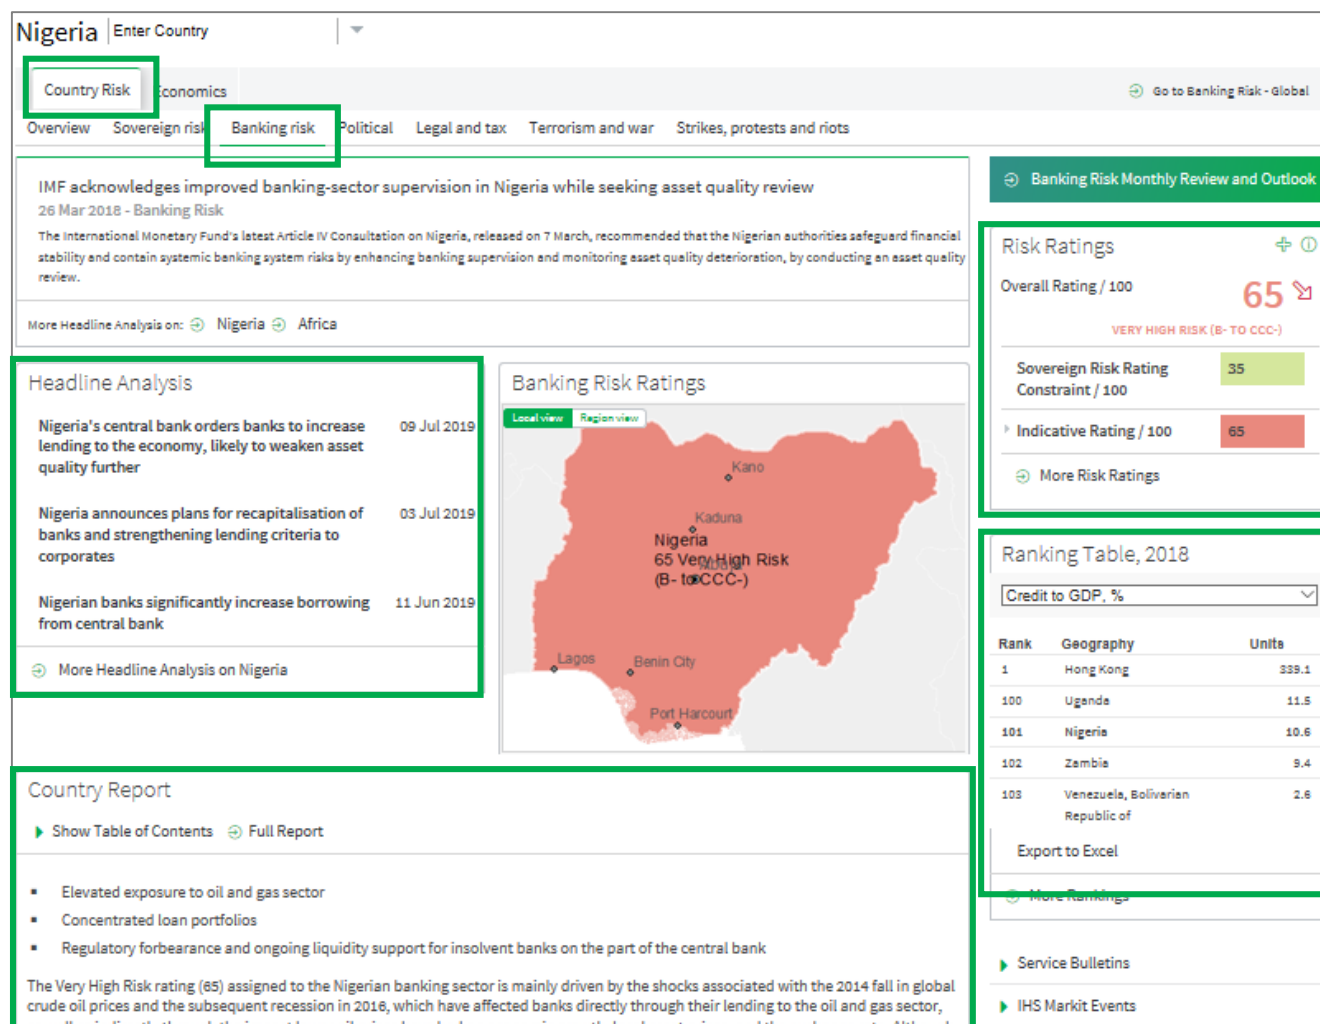 Nigeria Enter Country
Country Risk Economics
Go to Banking Risk - Global
Overview Sovereign risk Banking risk Political Legal and tax Terrorism and war Strikes, protests and riots
IMF acknowledges improved banking-sector supervision in Nigeria while seeking asset quality review
26 Mar 2018 - Banking Risk
The International Monetary Fund's latest Article IV Consultation on Nigeria, released on 7 March, recommended that the Nigerian authorities safeguard financial
stability and contain systemic banking system risks by enhancing banking supervision and monitoring asset quality deterioration, by conducting an asset quality
review.
More Headline Analysis on: Nigeria Africa
Headline Analysis
Nigeria's central bank orders banks to increase 09 Jul 2019
lending to the economy, likely to weaken asset
quality further
Nigeria announces plans for recapitalisation of 03 Jul 2019
banks and strengthening lending criteria to
corporates
Nigerian banks significantly increase borrowing 11 Jun 2019
from central bank
More Headline Analysis on Nigeria
Banking Risk Ratings
Local view Region view
Kano
Kaduna
Nigeria
65 Very High Risk
(B- to CCC-)
Lagos
Benin City
Port Harcourt
Banking Risk Monthly Review and Outlook
Risk Ratings
Overall Rating / 100 65
VERY HIGH RISK (B- TO CCC-)
Sovereign Risk Rating 35
Constraint / 100
Indicative Rating / 100 65
More Risk Ratings
Ranking Table, 2018
Credit to GDP, %
Rank Geography Units
1 Hong Kong 339.1
100 Uganda 11.5
101 Nigeria 10.6
102 Zambia 9.4
103 Venezuela, Bolivarian 2.6
Republic of
Export to Excel
More Rankings
Service Bulletins
IHS Markit Events
Country Report
Show Table of Contents Full Report
Elevated exposure to oil and gas sector
Concentrated loan portfolios
Regulatory forbearance and ongoing liquidity support for insolvent banks on the part of the central bank
The Very High Risk rating (65) assigned to the Nigerian banking sector is mainly driven by the shocks associated with the 2014 fall in global
crude oil prices and the subsequent recession in 2016, which have affected banks directly through their lending to the oil and gas sector,